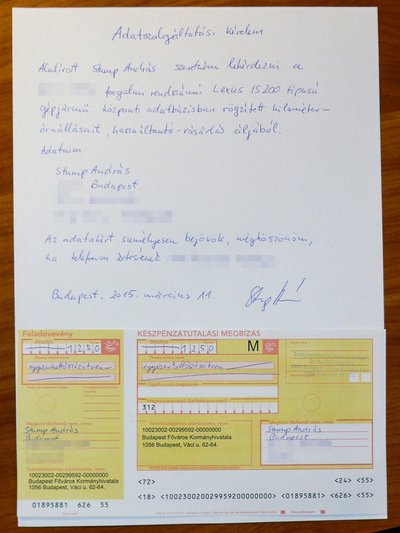 Adatszolgáltatási kérelem
Alulírott Stump András szeretném lekérdezni a
forgalmi rendszámú Lexus IS200 típusú
gépjármű központi adatbázisban rögzített kilométer-
óraállásait, használtautó-vásárlás céljából.
Adataim:
Stump András
Budapest
Az adatokért személyesen bejövök, megköszönöm,
ha telefonon értesítenek
Budapest, 2015. március 11.
Feladóvevény
1250
egyezerkettőszázötven
Stump András
Budapest
10023002-00299592-00000000
Budapest Főváros Kormányhivatala
1056 Budapest, Váci u. 62-64.
01895881 626 55
KÉSZPÉNZÁTUTALÁSI MEGBÍZÁS
1250
M
egyezerkettőszázötven
312
10023002-00299592-00000000
Budapest Főváros Kormányhivatala
1056 Budapest, Váci u. 62-64.
Stump András
Budapest
<72> <24> <55>
<18> <100230020029959200000000> <01895881> <626> <55>